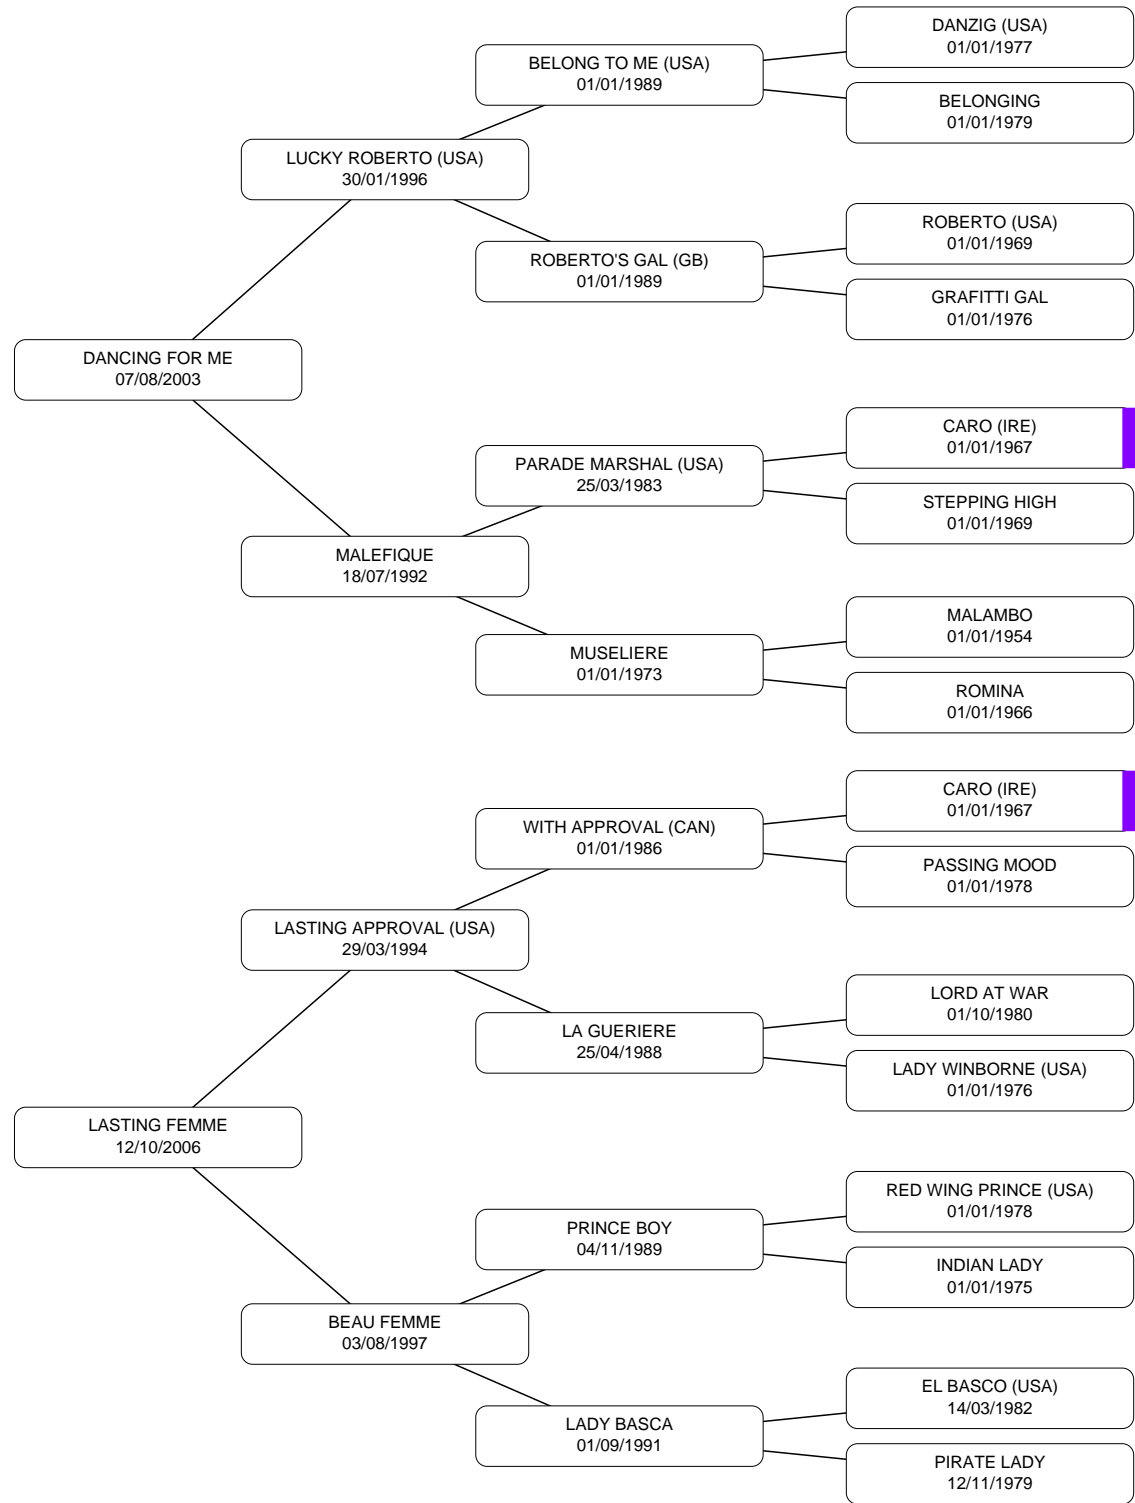 DANZIG (USA)
01/01/1977
BELONG TO ME (USA)
01/01/1989
BELONGING
01/01/1979
LUCKY ROBERTO (USA)
30/01/1996
ROBERTO (USA)
01/01/1969
ROBERTO'S GAL (GB)
01/01/1989
GRAFITTI GAL
01/01/1976
DANCING FOR ME
07/08/2003
CARO (IRE)
01/01/1967
PARADE MARSHAL (USA)
25/03/1983
STEPPING HIGH
01/01/1969
MALEFIQUE
18/07/1992
MALAMBO
01/01/1954
MUSELIERE
01/01/1973
ROMINA
01/01/1966
CARO (IRE)
01/01/1967
WITH APPROVAL (CAN)
01/01/1986
PASSING MOOD
01/01/1978
LASTING APPROVAL (USA)
29/03/1994
LORD AT WAR
01/10/1980
LA GUERIERE
25/04/1988
LADY WINBORNE (USA)
01/01/1976
LASTING FEMME
12/10/2006
RED WING PRINCE (USA)
01/01/1978
PRINCE BOY
04/11/1989
INDIAN LADY
01/01/1975
BEAU FEMME
03/08/1997
EL BASCO (USA)
14/03/1982
LADY BASCA
01/09/1991
PIRATE LADY
12/11/1979